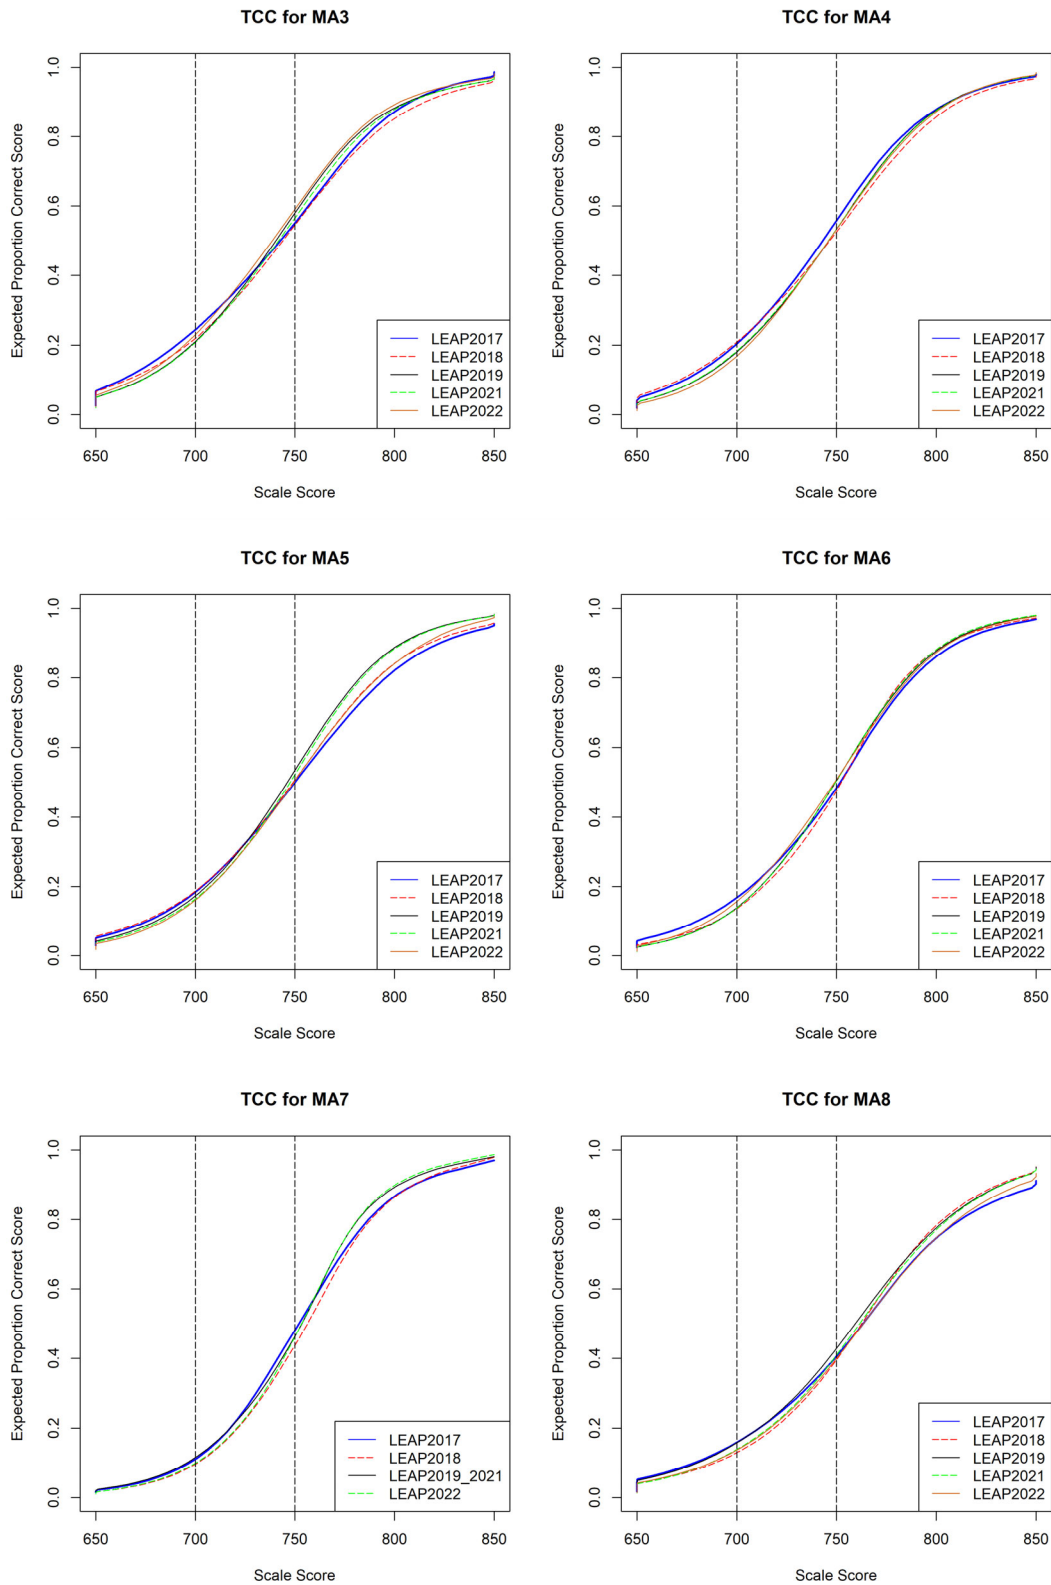 TCC for MA3
Expected Proportion Correct Score
1.0
0.8
0.6
0.4
0.2
0.0
LEAP2017
LEAP2018
LEAP2019
LEAP2021
LEAP2022
650 700 750 800 850
Scale Score
TCC for MA4
Expected Proportion Correct Score
1.0
0.8
0.6
0.4
0.2
0.0
LEAP2017
LEAP2018
LEAP2019
LEAP2021
LEAP2022
650 700 750 800 850
Scale Score
TCC for MA5
Expected Proportion Correct Score
1.0
0.8
0.6
0.4
0.2
0.0
LEAP2017
LEAP2018
LEAP2019
LEAP2021
LEAP2022
650 700 750 800 850
Scale Score
TCC for MA6
Expected Proportion Correct Score
1.0
0.8
0.6
0.4
0.2
0.0
LEAP2017
LEAP2018
LEAP2019
LEAP2021
LEAP2022
650 700 750 800 850
Scale Score
TCC for MA7
Expected Proportion Correct Score
1.0
0.8
0.6
0.4
0.2
0.0
LEAP2017
LEAP2018
LEAP2019_2021
LEAP2022
650 700 750 800 850
Scale Score
TCC for MA8
Expected Proportion Correct Score
1.0
0.8
0.6
0.4
0.2
0.0
LEAP2017
LEAP2018
LEAP2019
LEAP2021
LEAP2022
650 700 750 800 850
Scale Score